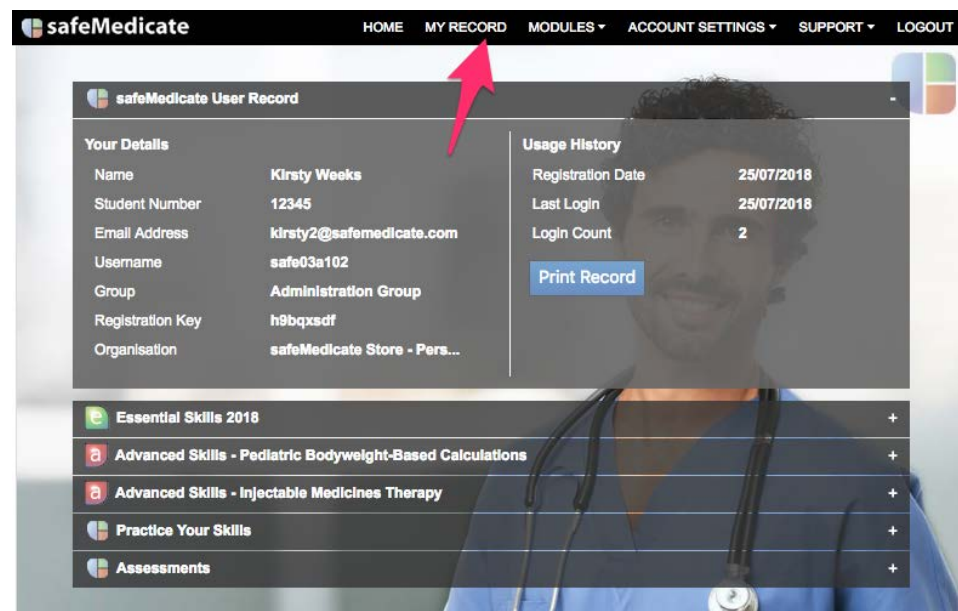 safeMedicate
HOME MY RECORD MODULES ACCOUNT SETTINGS SUPPORT LOGOUT
safeMedicate User Record -
Your Details
Name Kirsty Weeks
Student Number 12345
Email Address kirsty2@safemedicate.com
Username safe03a102
Group Administration Group
Registration Key h9bqxsdf
Organisation safeMedicate Store - Pers...
Usage History
Registration Date 25/07/2018
Last Login 25/07/2018
Login Count 2
Print Record
e Essential Skills 2018 +
a Advanced Skills - Pediatric Bodyweight-Based Calculations +
a Advanced Skills - Injectable Medicines Therapy +
Practice Your Skills +
Assessments +